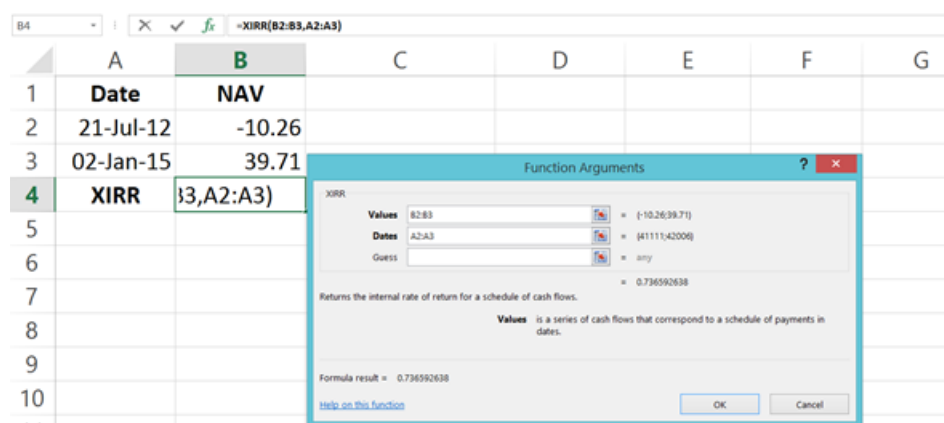 B4 =XIRR(B2:B3,A2:A3)
A B C D E F G
1 Date NAV
2 21-Jul-12 -10.26
3 02-Jan-15 39.71
4 XIRR 33,A2:A3)
5
6
7
8
9
10
Function Arguments ?
XIRR
Values B2:B3 = {-10.26;39.71}
Dates A2:A3 = {41111;42006}
Guess = any
= 0.736592638
Returns the internal rate of return for a schedule of cash flows.
Values is a series of cash flows that correspond to a schedule of payments in
dates.
Formula result = 0.736592638
Help on this function OK Cancel